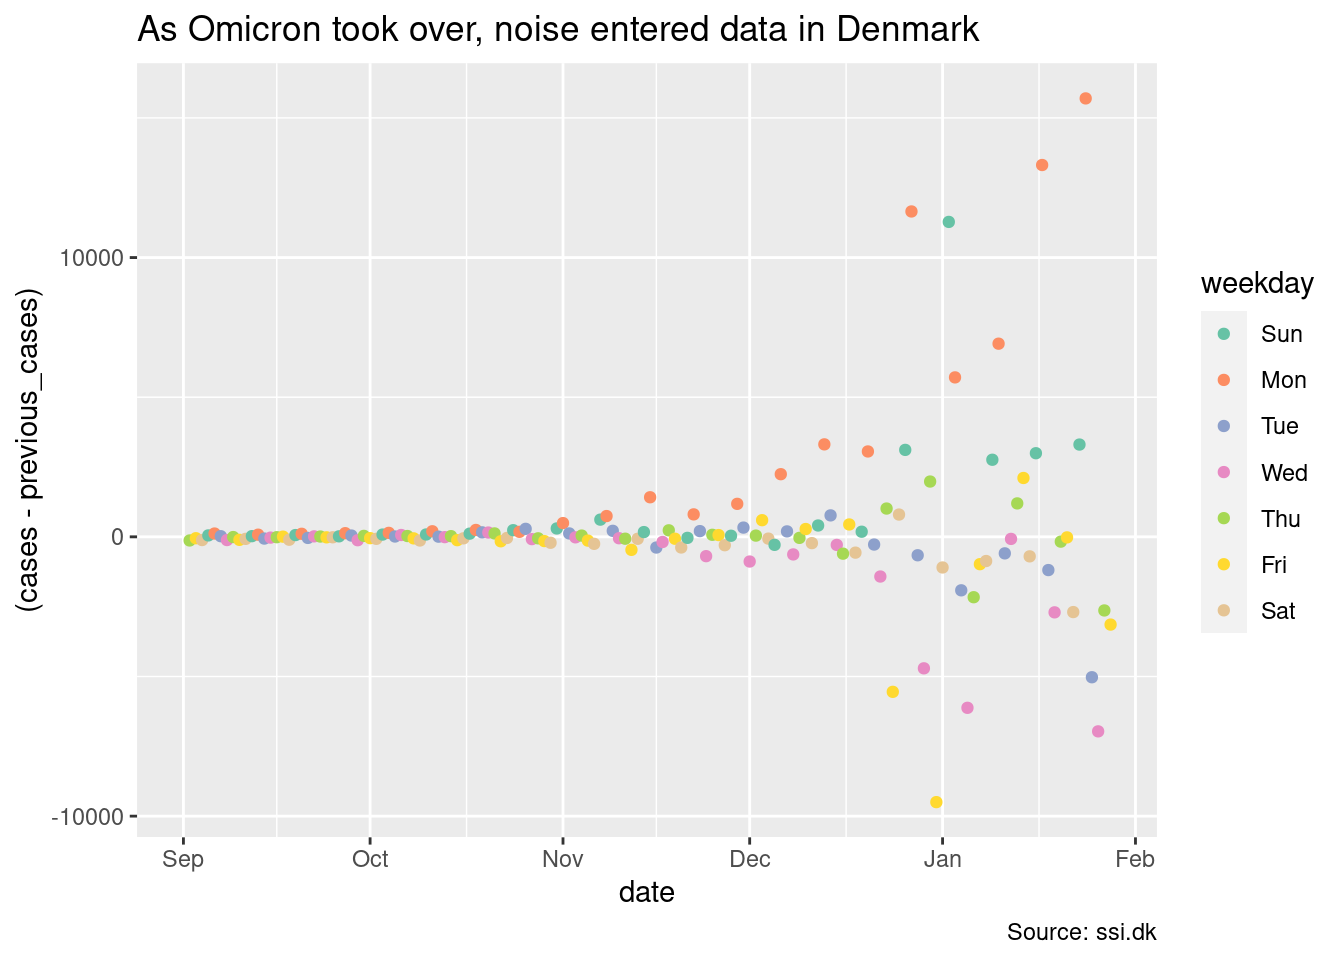 As Omicron took over, noise entered data in Denmark
(cases - previous_cases)
10000
0
-10000
Sep
Oct
Nov
Dec
Jan
Feb
date
weekday
Sun
Mon
Tue
Wed
Thu
Fri
Sat
Source: ssi.dk